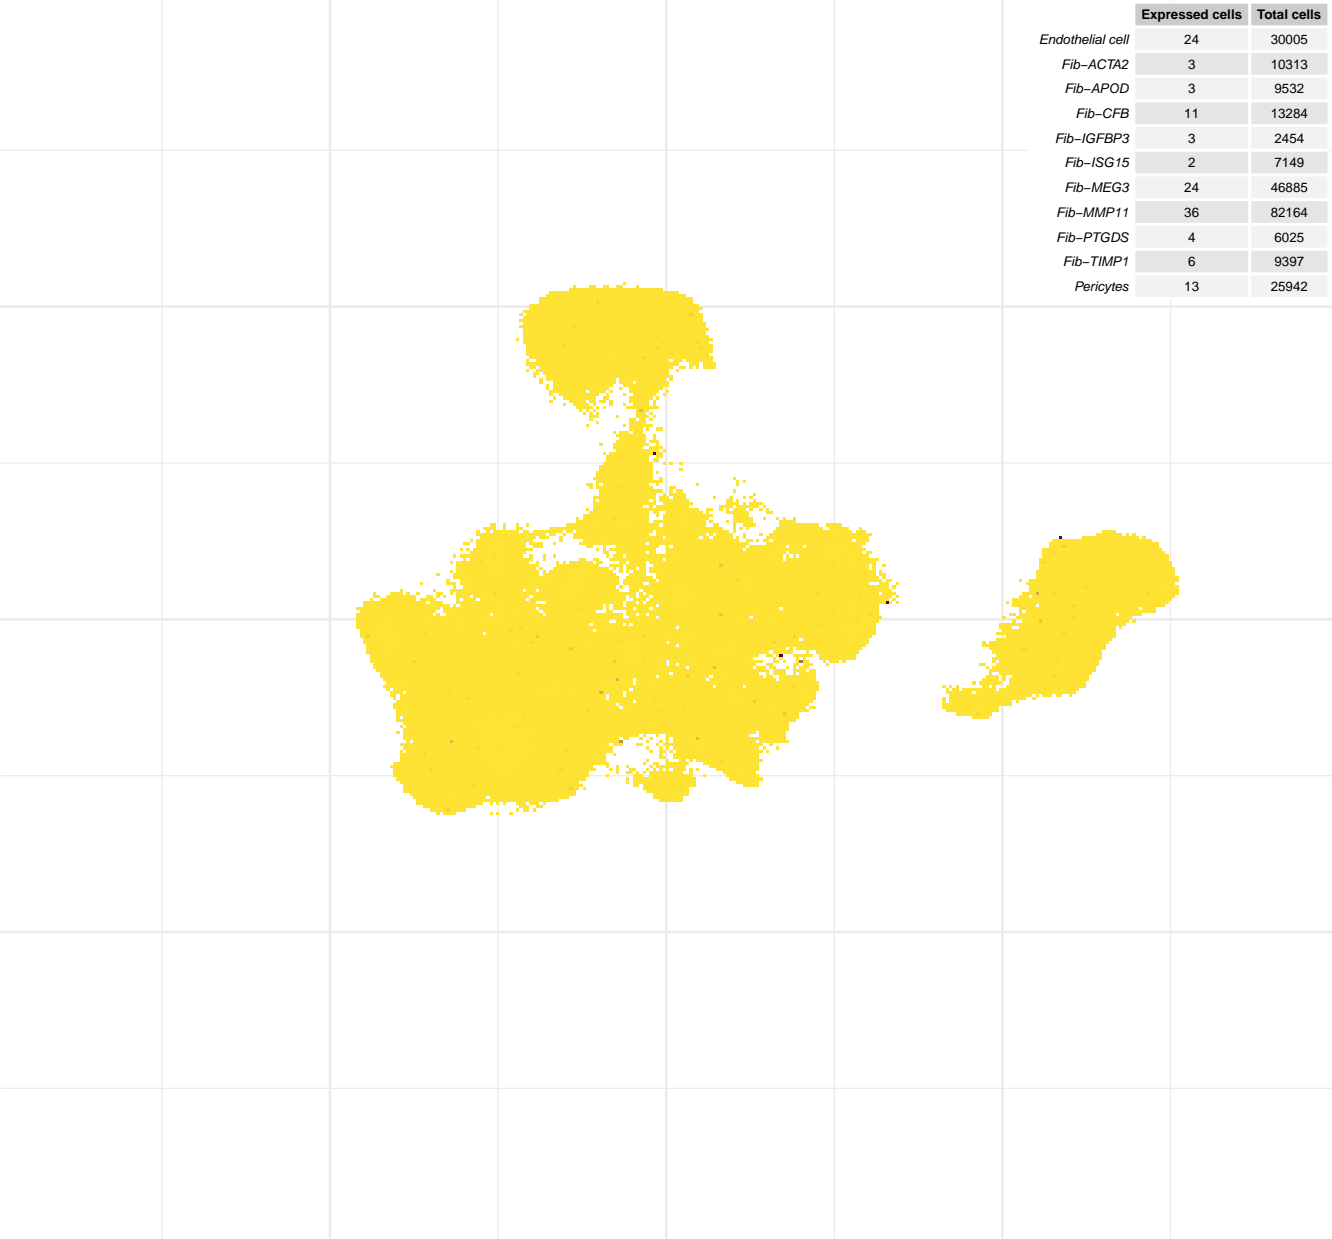 Expressed cells Total cells
Endothelial cell 24 30005
Fib−ACTA2 3 10313
Fib−APOD 3 9532
Fib−CFB 11 13284
Fib−IGFBP3 3 2454
Fib−ISG15 2 7149
Fib−MEG3 24 46885
Fib−MMP11 36 82164
Fib−PTGDS 4 6025
Fib−TIMP1 6 9397
Pericytes 13 25942